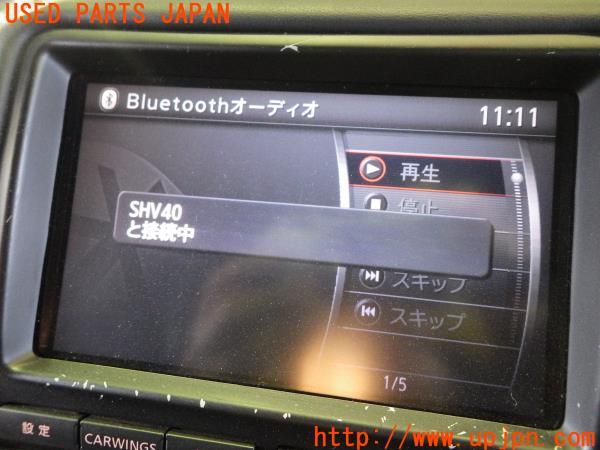 USED PARTS JAPAN
Bluetoothオーディオ
11:11
再生
停止
SHV40
と接続中
スキップ
スキップ
1/5
設定
CARWINGS
http://www.upjpn.com